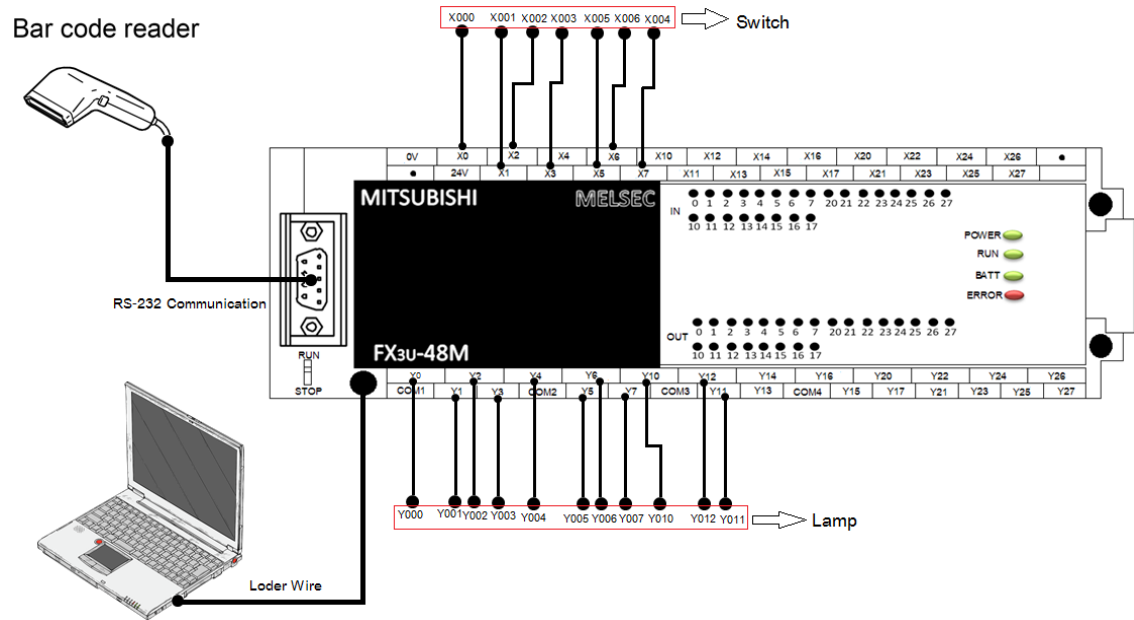 X000 X001 X002 X003 X005 X006 X004
Switch
Bar code reader
0V X0 X2 X4 X6 X10 X12 X14 X16 X20 X22 X24 X26
24V X1 X3 X5 X7 X11 X13 X15 X17 X21 X23 X25 X27
MITSUBISHI MELSEC
IN
0 1 2 3 4 5 6 7 20 21 22 23 24 25 26 27
10 11 12 13 14 15 16 17
POWER
RUN
BATT
ERROR
RS-232 Communication
OUT
0 1 2 3 4 5 6 7 20 21 22 23 24 25 26 27
10 11 12 13 14 15 16 17
FX3U-48M
RUN
STOP
Y0 Y2 Y4 Y6 Y10 Y12 Y14 Y16 Y20 Y22 Y24 Y26
COM1 Y1 Y3 COM2 Y5 Y7 COM3 Y11 Y13 COM4 Y15 Y17 Y21 Y23 Y25 Y27
Y000 Y001 Y002 Y003 Y004 Y005 Y006 Y007 Y010 Y012 Y011
Lamp
Loder Wire